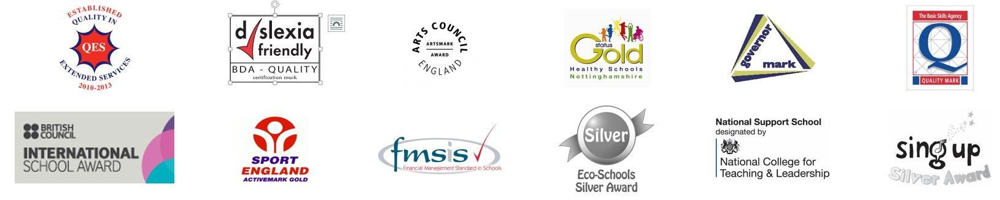 ESTABLISHED
QUALITY IN
QES
EXTENDED SERVICES
2010-2013
dyslexia
friendly
BDA - QUALITY
certification mark
ARTS COUNCIL
ARTSMARK
AWARD
ENGLAND
status
Gold
Healthy Schools
Nottinghamshire
governor
mark
The Basic Skills Agency
Q
QUALITY MARK
BRITISH
COUNCIL
INTERNATIONAL
SCHOOL AWARD
SPORT
ENGLAND
ACTIVEMARK GOLD
fmsis
Financial Management Standard in Schools
Silver
Eco-Schools
Silver Award
National Support School
designated by
National College for
Teaching & Leadership
sing up
Silver Award